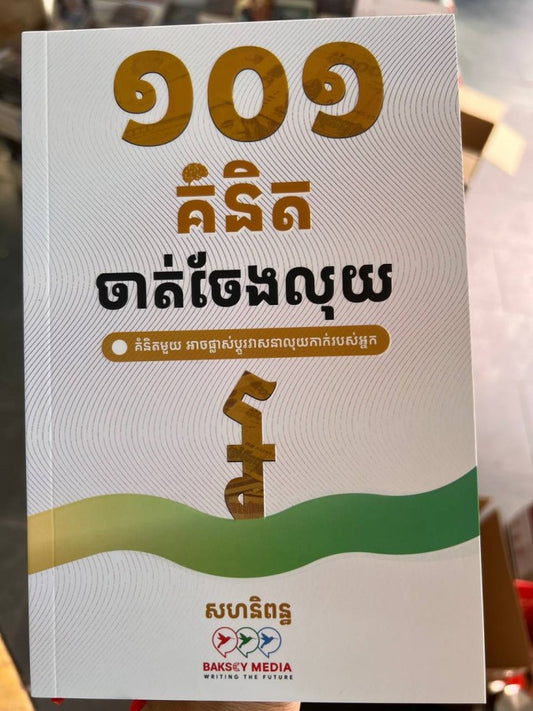 ១០១
គំនិត
ចាត់ចែងលុយ
គំនិតមួយ អាចផ្លាស់ប្តូរវាសនាលុយកាក់របស់អ្នក
៛
សហនិពន្ធ
BAKSEY MEDIA
WRITING THE FUTURE